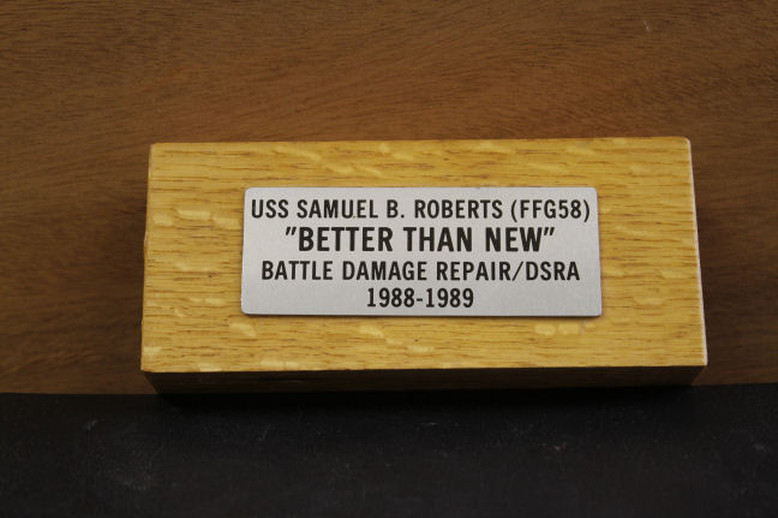 USS SAMUEL B. ROBERTS (FFG58)
"BETTER THAN NEW"
BATTLE DAMAGE REPAIR/DSRA
1988-1989